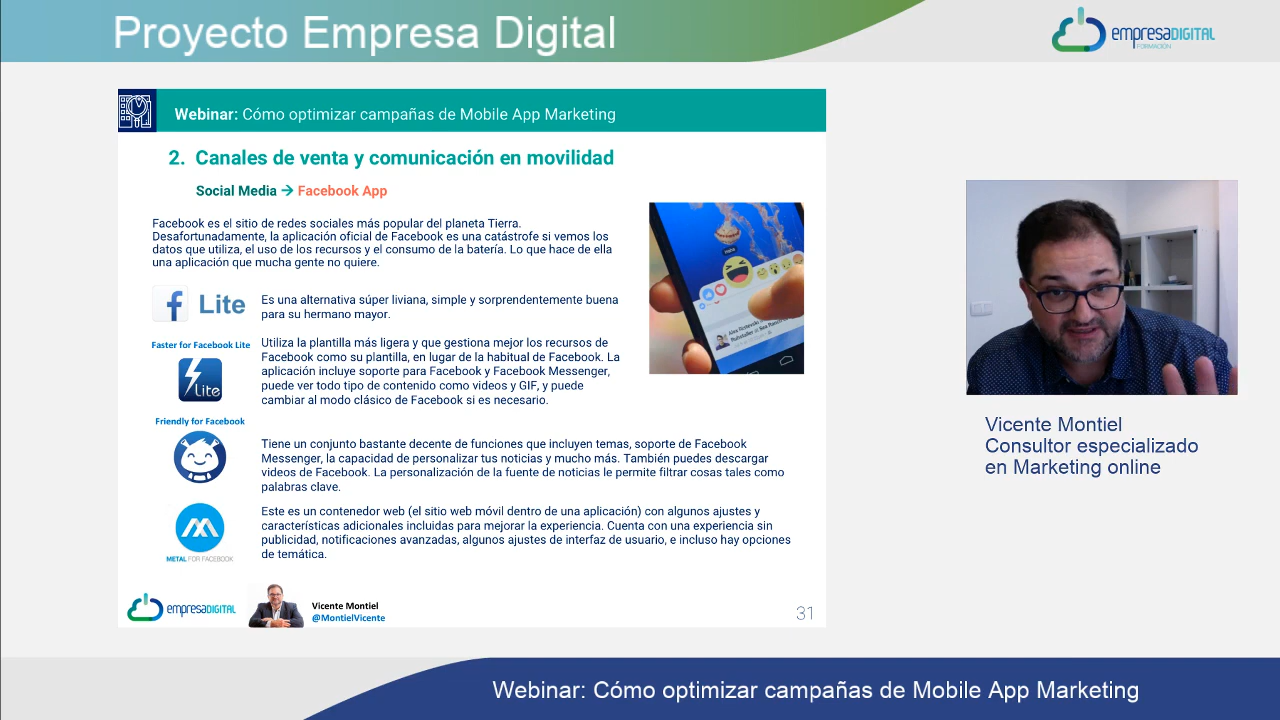 Proyecto Empresa Digital
empresaDIGITAL
FORMACIÓN
Webinar: Cómo optimizar campañas de Mobile App Marketing
2. Canales de venta y comunicación en movilidad
Social Media → Facebook App
Facebook es el sitio de redes sociales más popular del planeta Tierra.
Desafortunadamente, la aplicación oficial de Facebook es una catástrofe si vemos los
datos que utiliza, el uso de los recursos y el consumo de la batería. Lo que hace de ella
una aplicación que mucha gente no quiere.
f Lite
Es una alternativa súper liviana, simple y sorprendentemente buena
para su hermano mayor.
Faster for Facebook Lite
Lite
Utiliza la plantilla más ligera y que gestiona mejor los recursos de
Facebook como su plantilla, en lugar de la habitual de Facebook. La
aplicación incluye soporte para Facebook y Facebook Messenger,
puede ver todo tipo de contenido como videos y GIF, y puede
cambiar al modo clásico de Facebook si es necesario.
Friendly for Facebook
Tiene un conjunto bastante decente de funciones que incluyen temas, soporte de Facebook
Messenger, la capacidad de personalizar tus noticias y mucho más. También puedes descargar
videos de Facebook. La personalización de la fuente de noticias le permite filtrar cosas tales como
palabras clave.
METAL FOR FACEBOOK
Este es un contenedor web (el sitio web móvil dentro de una aplicación) con algunos ajustes y
características adicionales incluidas para mejorar la experiencia. Cuenta con una experiencia sin
publicidad, notificaciones avanzadas, algunos ajustes de interfaz de usuario, e incluso hay opciones
de temática.
empresaDIGITAL
Vicente Montiel
@MontielVicente
31
Vicente Montiel
Consultor especializado
en Marketing online
Webinar: Cómo optimizar campañas de Mobile App Marketing